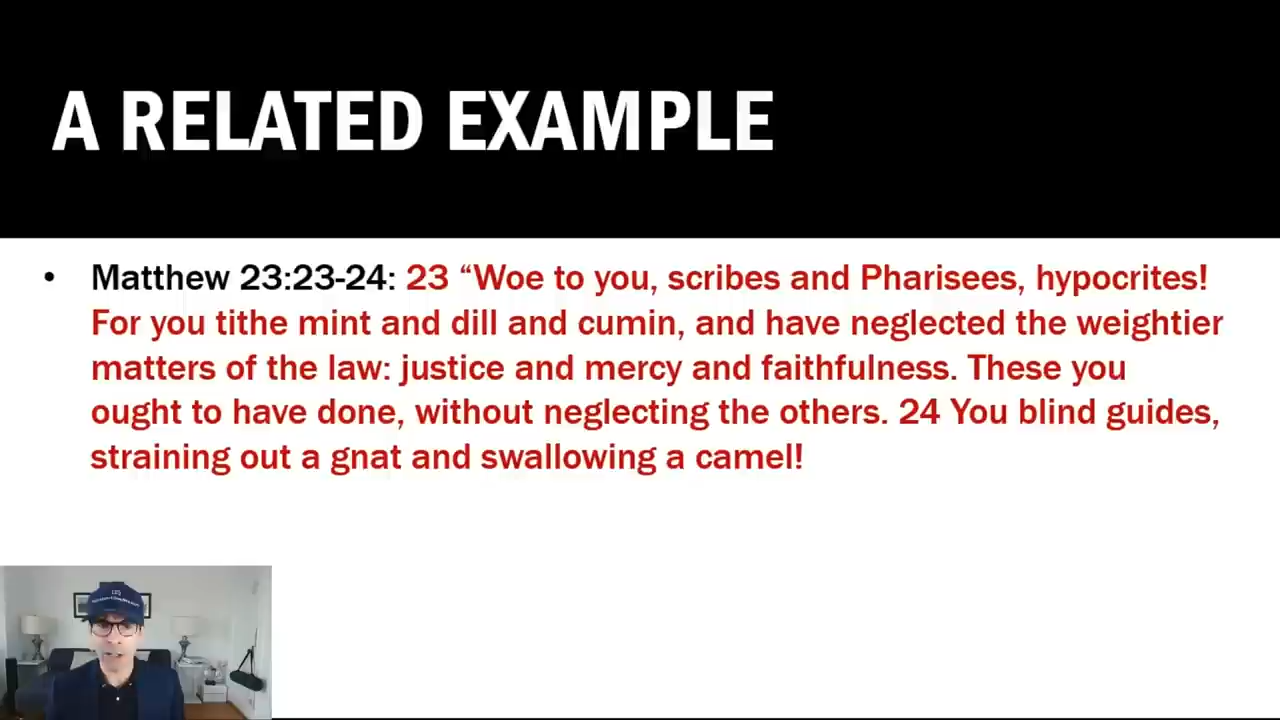 A RELATED EXAMPLE
• Matthew 23:23-24: 23 “Woe to you, scribes and Pharisees, hypocrites!
For you tithe mint and dill and cumin, and have neglected the weightier
matters of the law: justice and mercy and faithfulness. These you
ought to have done, without neglecting the others. 24 You blind guides,
straining out a gnat and swallowing a camel!